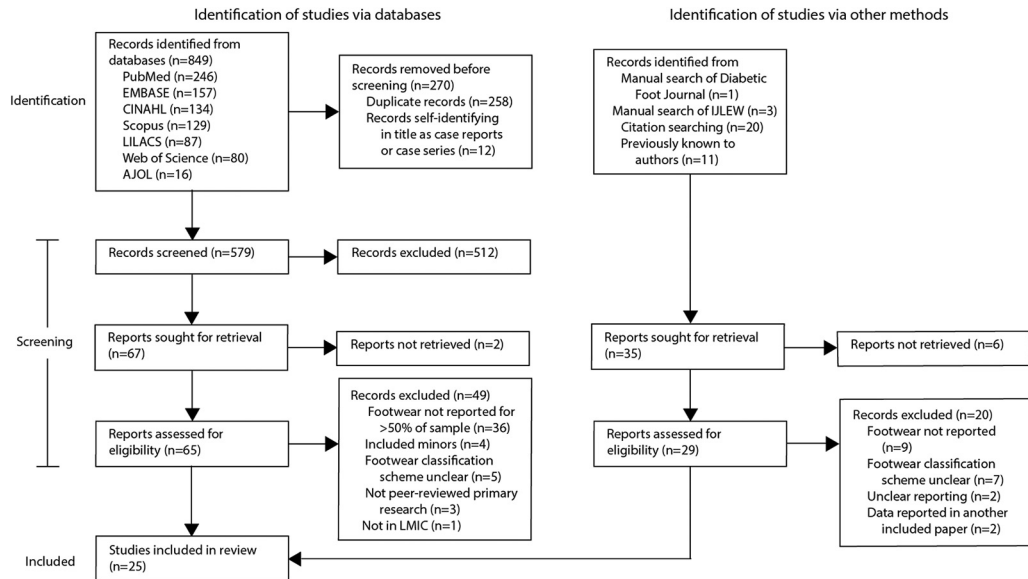 Identification of studies via databases
Identification of studies via other methods
Identification
Records identified from
databases (n=849)
PubMed (n=246)
EMBASE (n=157)
CINAHL (n=134)
Scopus (n=129)
LILACS (n=87)
Web of Science (n=80)
AJOL (n=16)
Records removed before
screening (n=270)
Duplicate records (n=258)
Records self-identifying
in title as case reports
or case series (n=12)
Records identified from
Manual search of Diabetic
Foot Journal (n=1)
Manual search of IJLEW (n=3)
Citation searching (n=20)
Previously known to
authors (n=11)
Screening
Records screened (n=579)
Records excluded (n=512)
Reports sought for retrieval
(n=67)
Reports not retrieved (n=2)
Reports sought for retrieval
(n=35)
Reports not retrieved (n=6)
Reports assessed for
eligibility (n=65)
Records excluded (n=49)
Footwear not reported for
>50% of sample (n=36)
Included minors (n=4)
Footwear classification
scheme unclear (n=5)
Not peer-reviewed primary
research (n=3)
Not in LMIC (n=1)
Reports assessed for
eligibility (n=29)
Records excluded (n=20)
Footwear not reported
(n=9)
Footwear classification
scheme unclear (n=7)
Unclear reporting (n=2)
Data reported in another
included paper (n=2)
Included
Studies included in review
(n=25)